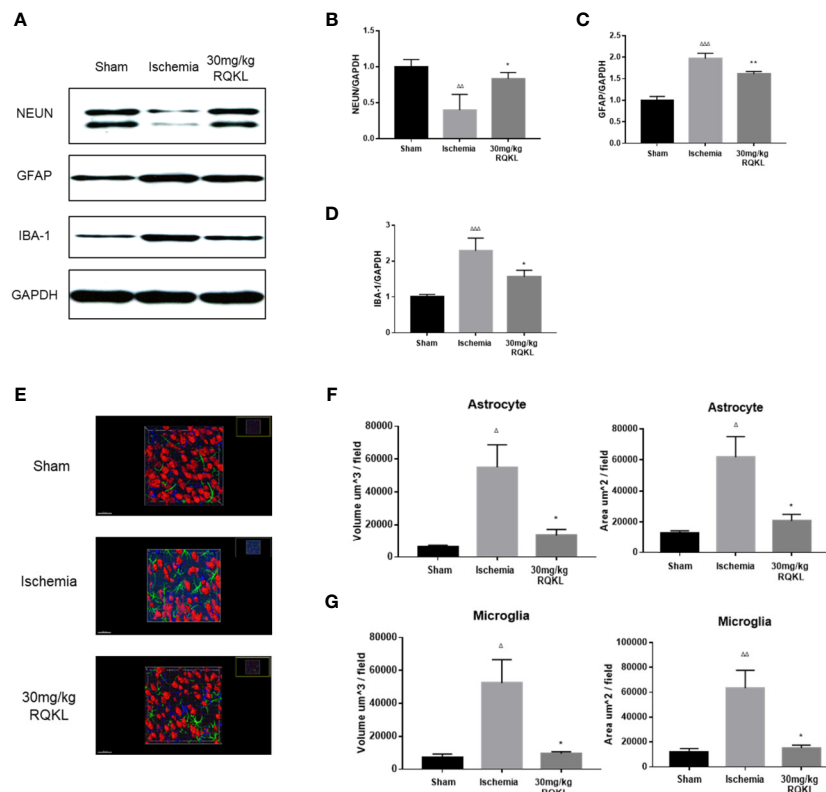 A
Sham
Ischemia
30mg/kg
RQKL
NEUN
GFAP
IBA-1
GAPDH
B
NEUN/GAPDH
1.5
1.0
0.5
0.0
ΔΔ
*
Sham
Ischemia
30mg/kg
RQKL
C
GFAP/GAPDH
2.5
2.0
1.5
1.0
0.5
0.0
ΔΔΔ
**
Sham
Ischemia
30mg/kg
RQKL
D
IBA-1/GAPDH
3
2
1
0
ΔΔΔ
*
Sham
Ischemia
30mg/kg
RQKL
E
Sham
Ischemia
30mg/kg
RQKL
F
Astrocyte
Volume um^3 / field
80000
60000
40000
20000
0
Δ
*
Sham
Ischemia
30mg/kg
RQKL
Astrocyte
Area um^2 / field
80000
60000
40000
20000
0
Δ
*
Sham
Ischemia
30mg/kg
RQKL
G
Microglia
Volume um^3 / field
80000
60000
40000
20000
0
Δ
*
Sham
Ischemia
30mg/kg
RQKL
Microglia
Area um^2 / field
100000
80000
60000
40000
20000
0
ΔΔ
*
Sham
Ischemia
30mg/kg
RQKL